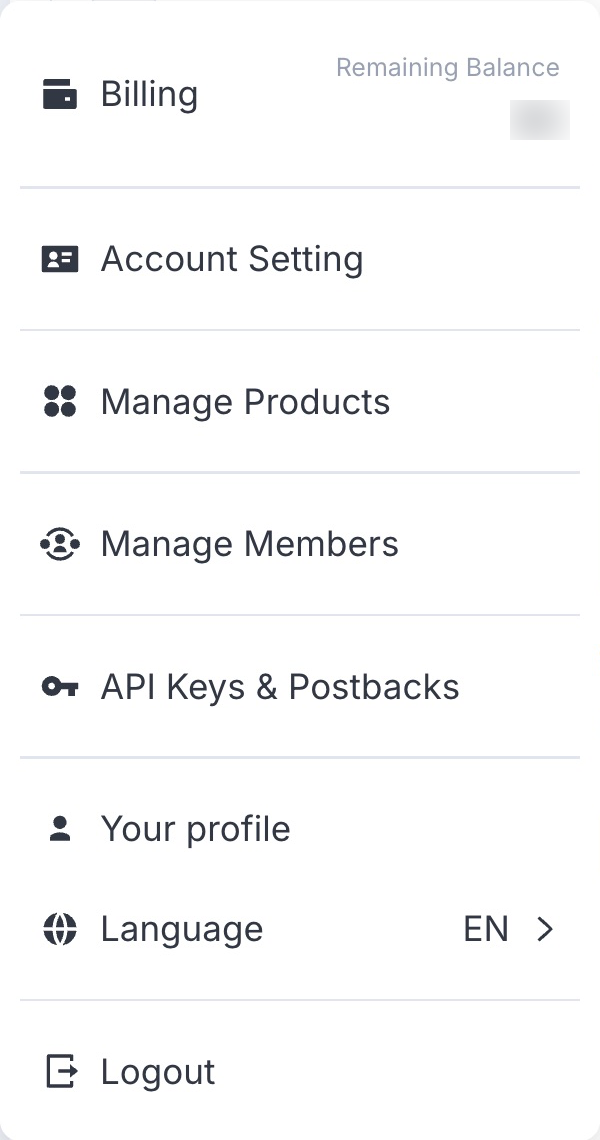 Billing
Remaining Balance
Account Setting
Manage Products
Manage Members
API Keys & Postbacks
Your profile
Language
EN
Logout